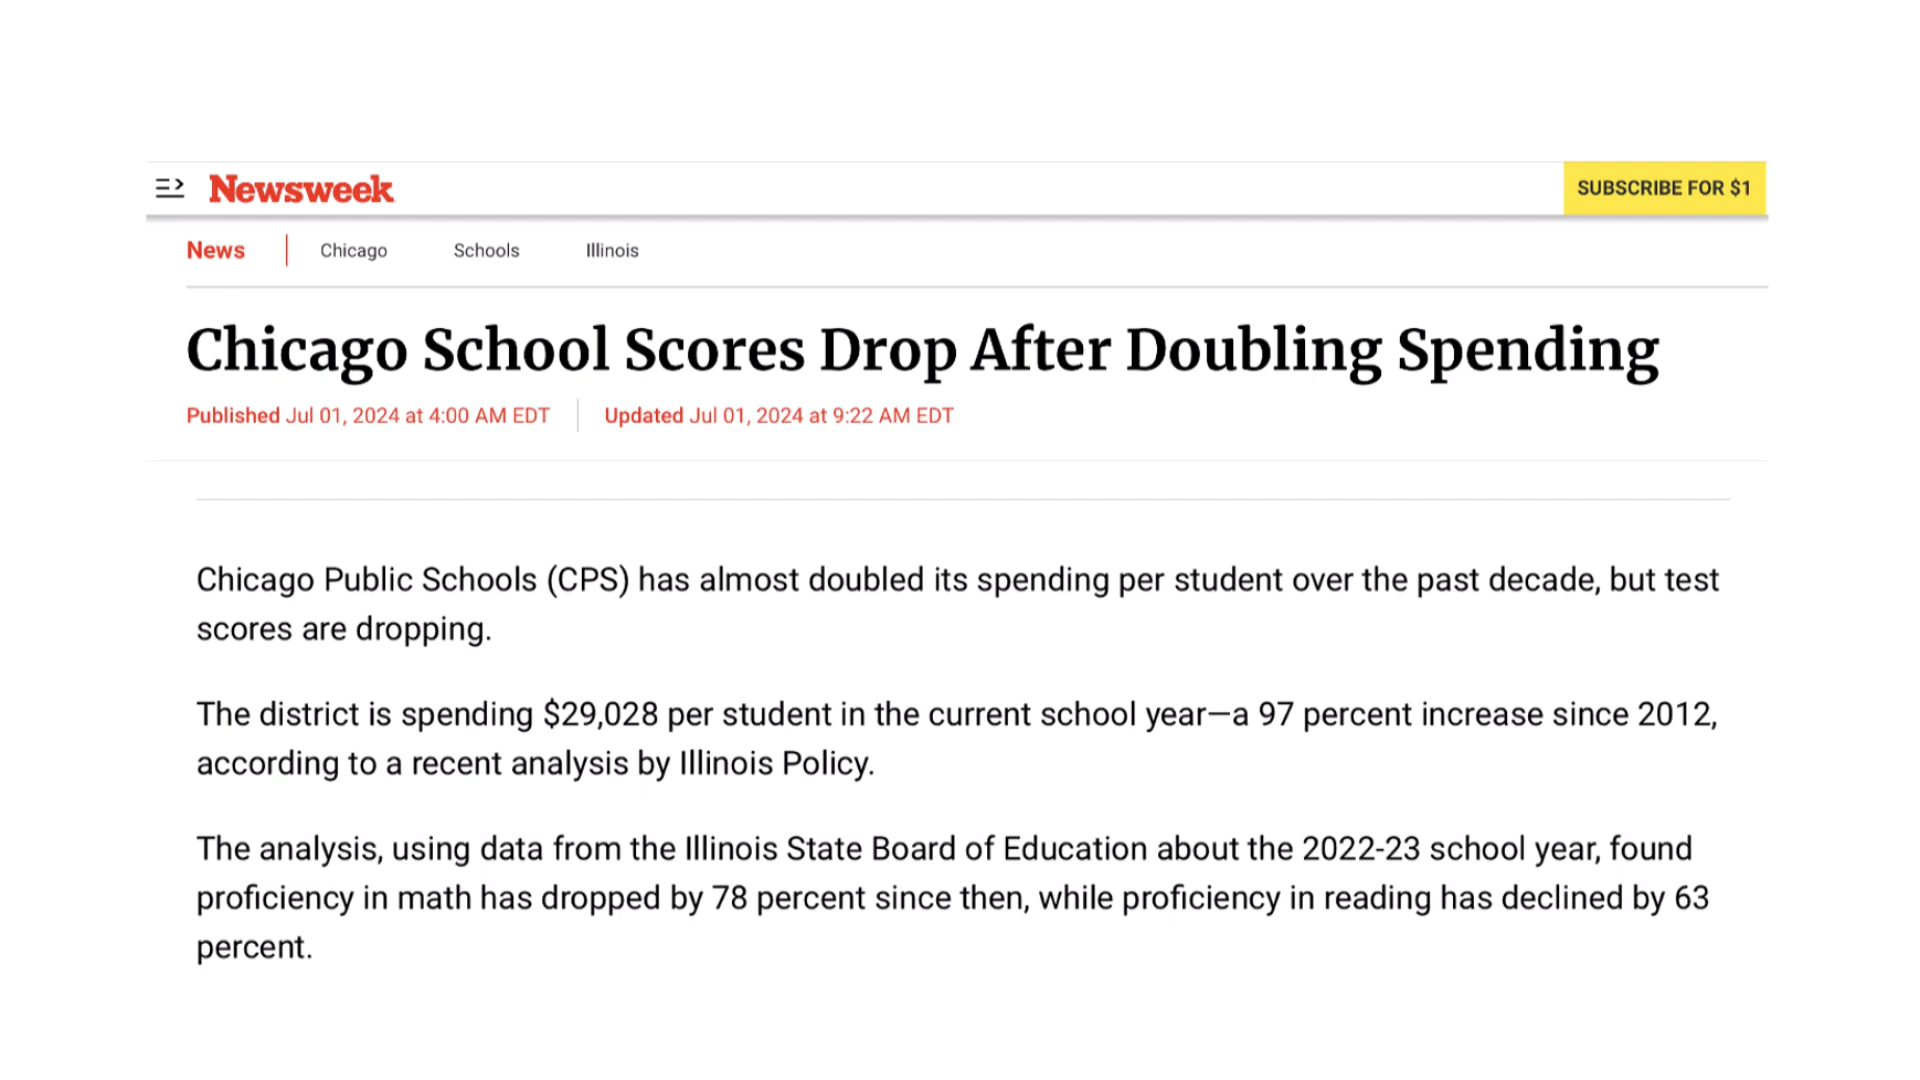 Newsweek
SUBSCRIBE FOR $1
News Chicago Schools Illinois
Chicago School Scores Drop After Doubling Spending
Published Jul 01, 2024 at 4:00 AM EDT Updated Jul 01, 2024 at 9:22 AM EDT
Chicago Public Schools (CPS) has almost doubled its spending per student over the past decade, but test
scores are dropping.
The district is spending $29,028 per student in the current school year—a 97 percent increase since 2012,
according to a recent analysis by Illinois Policy.
The analysis, using data from the Illinois State Board of Education about the 2022-23 school year, found
proficiency in math has dropped by 78 percent since then, while proficiency in reading has declined by 63
percent.